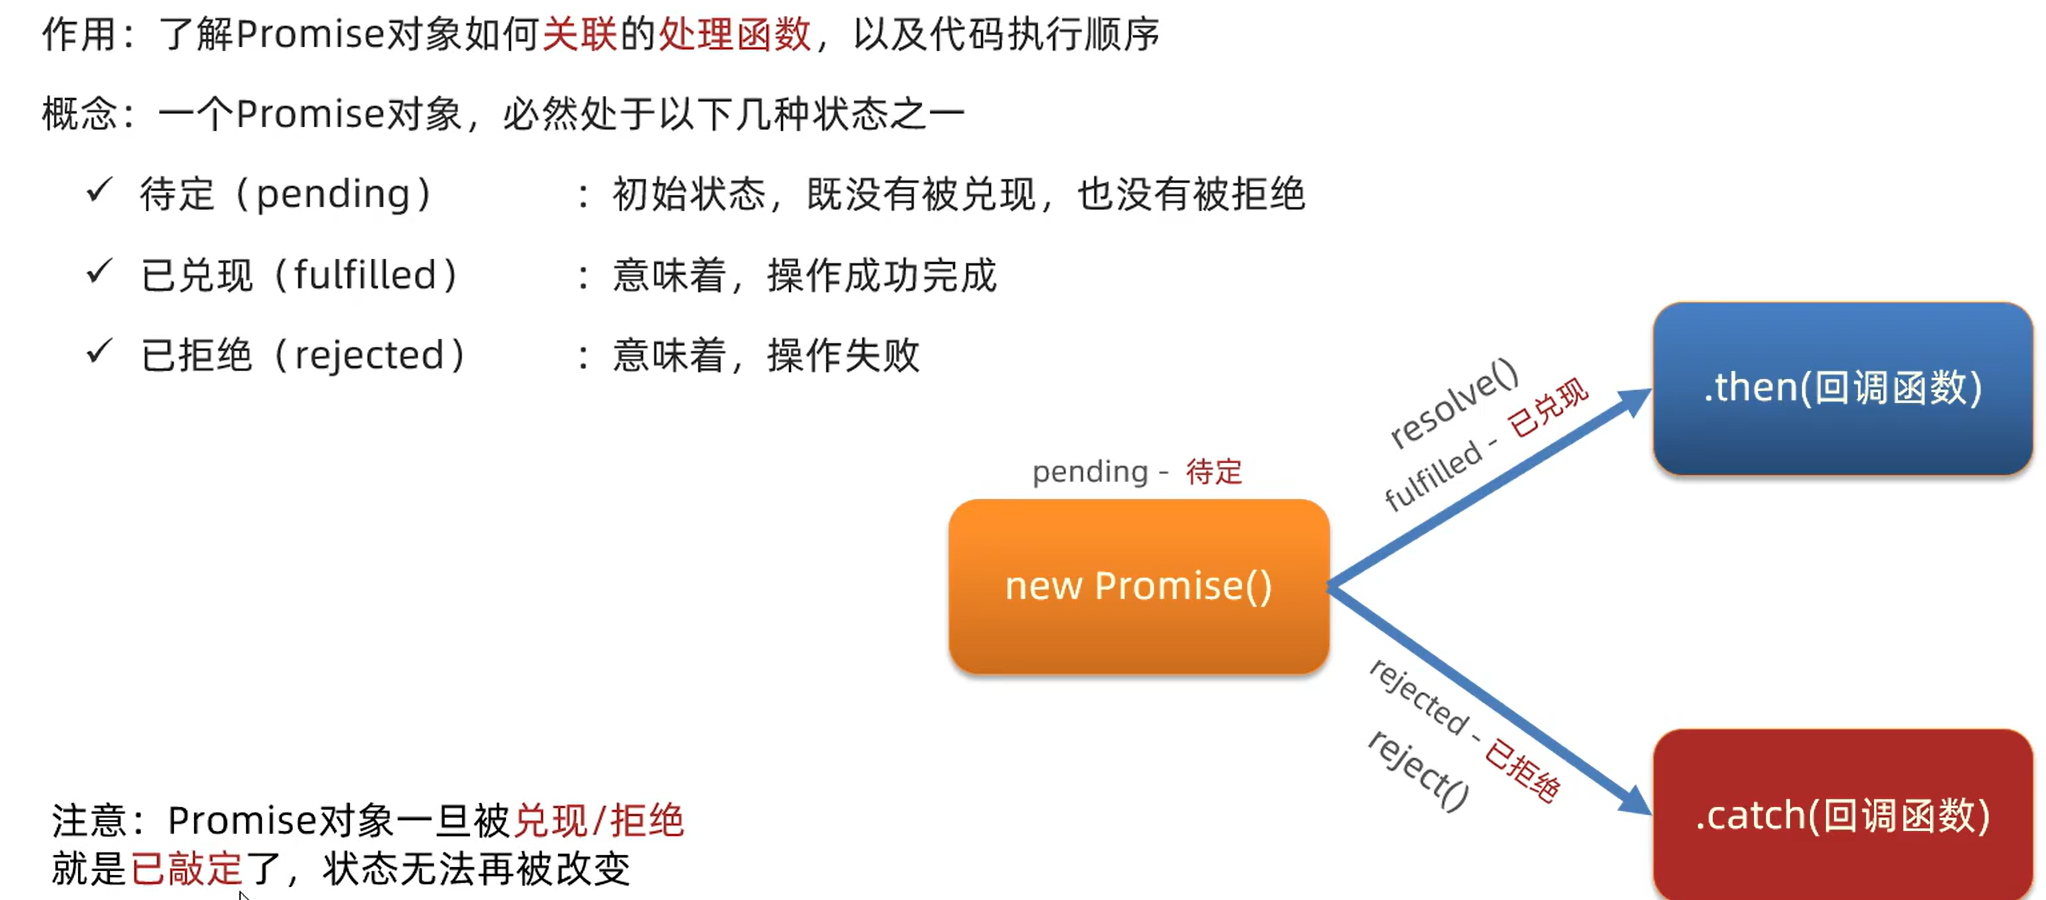 作用：了解Promise对象如何关联的处理函数，以及代码执行顺序
概念：一个Promise对象，必然处于以下几种状态之一
✓ 待定（pending） ：初始状态，既没有被兑现，也没有被拒绝
✓ 已兑现（fulfilled） ：意味着，操作成功完成
✓ 已拒绝（rejected） ：意味着，操作失败
resolve()
fulfilled - 已兑现
.then(回调函数)
pending - 待定
new Promise()
rejected - 已拒绝
reject()
.catch(回调函数)
注意：Promise对象一旦被兑现/拒绝
就是已敲定了，状态无法再被改变